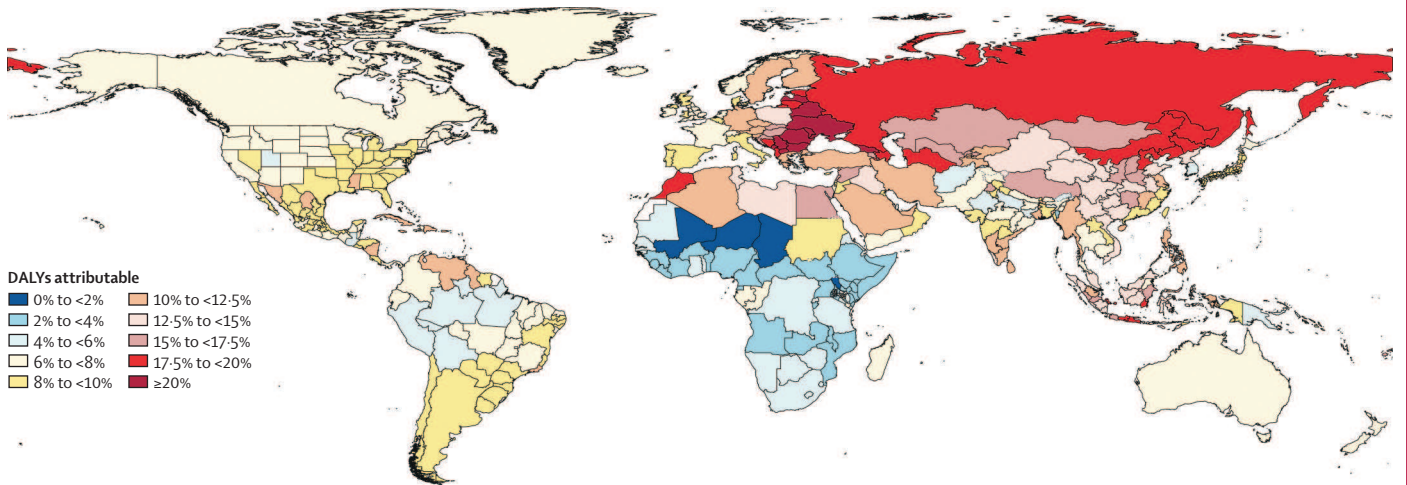 DALYs attributable
0% to <2%
2% to <4%
4% to <6%
6% to <8%
8% to <10%
10% to <12·5%
12·5% to <15%
15% to <17·5%
17·5% to <20%
≥20%